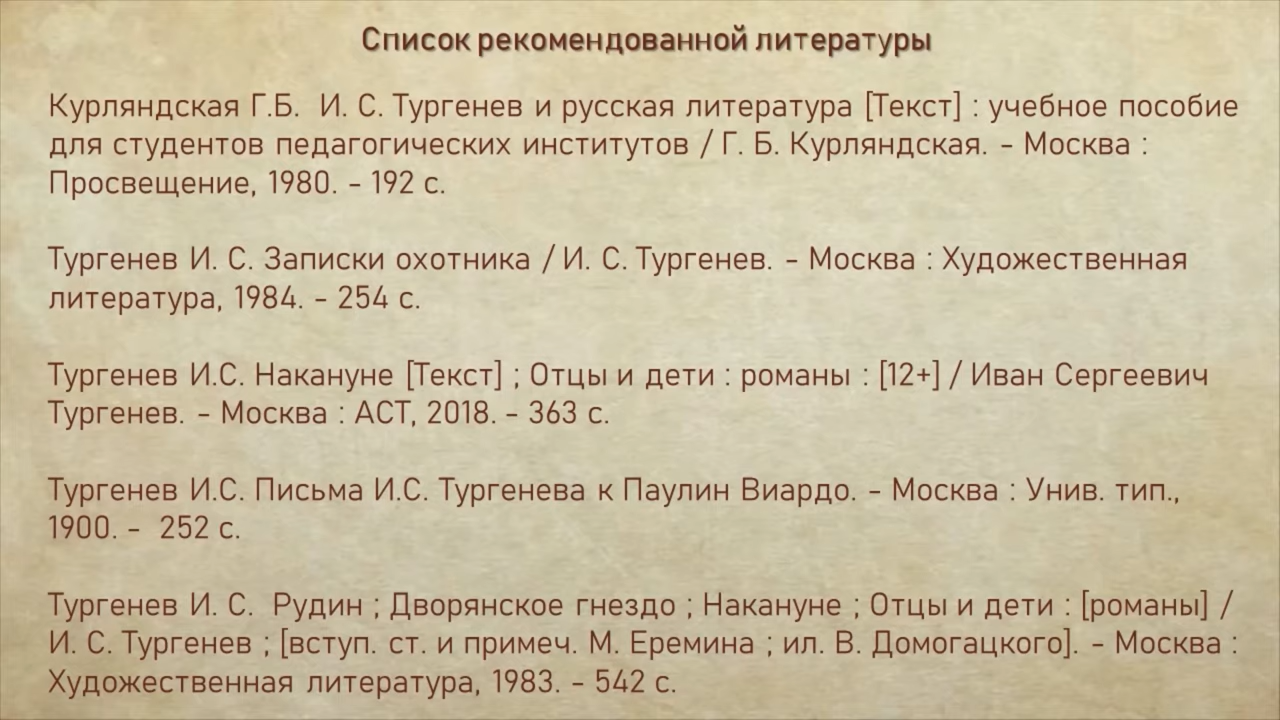 Список рекомендованной литературы
Курляндская Г.Б.  И. С. Тургенев и русская литература [Текст] : учебное пособие
для студентов педагогических институтов / Г. Б. Курляндская. - Москва :
Просвещение, 1980. - 192 с.
Тургенев И. С. Записки охотника / И. С. Тургенев. - Москва : Художественная
литература, 1984. - 254 с.
Тургенев И.С. Накануне [Текст] ; Отцы и дети : романы : [12+] / Иван Сергеевич
Тургенев. - Москва : АСТ, 2018. - 363 с.
Тургенев И.С. Письма И.С. Тургенева к Паулин Виардо. - Москва : Унив. тип.,
1900. -  252 с.
Тургенев И. С.  Рудин ; Дворянское гнездо ; Накануне ; Отцы и дети : [романы] /
И. С. Тургенев ; [вступ. ст. и примеч. М. Еремина ; ил. В. Домогацкого]. - Москва :
Художественная литература, 1983. - 542 с.